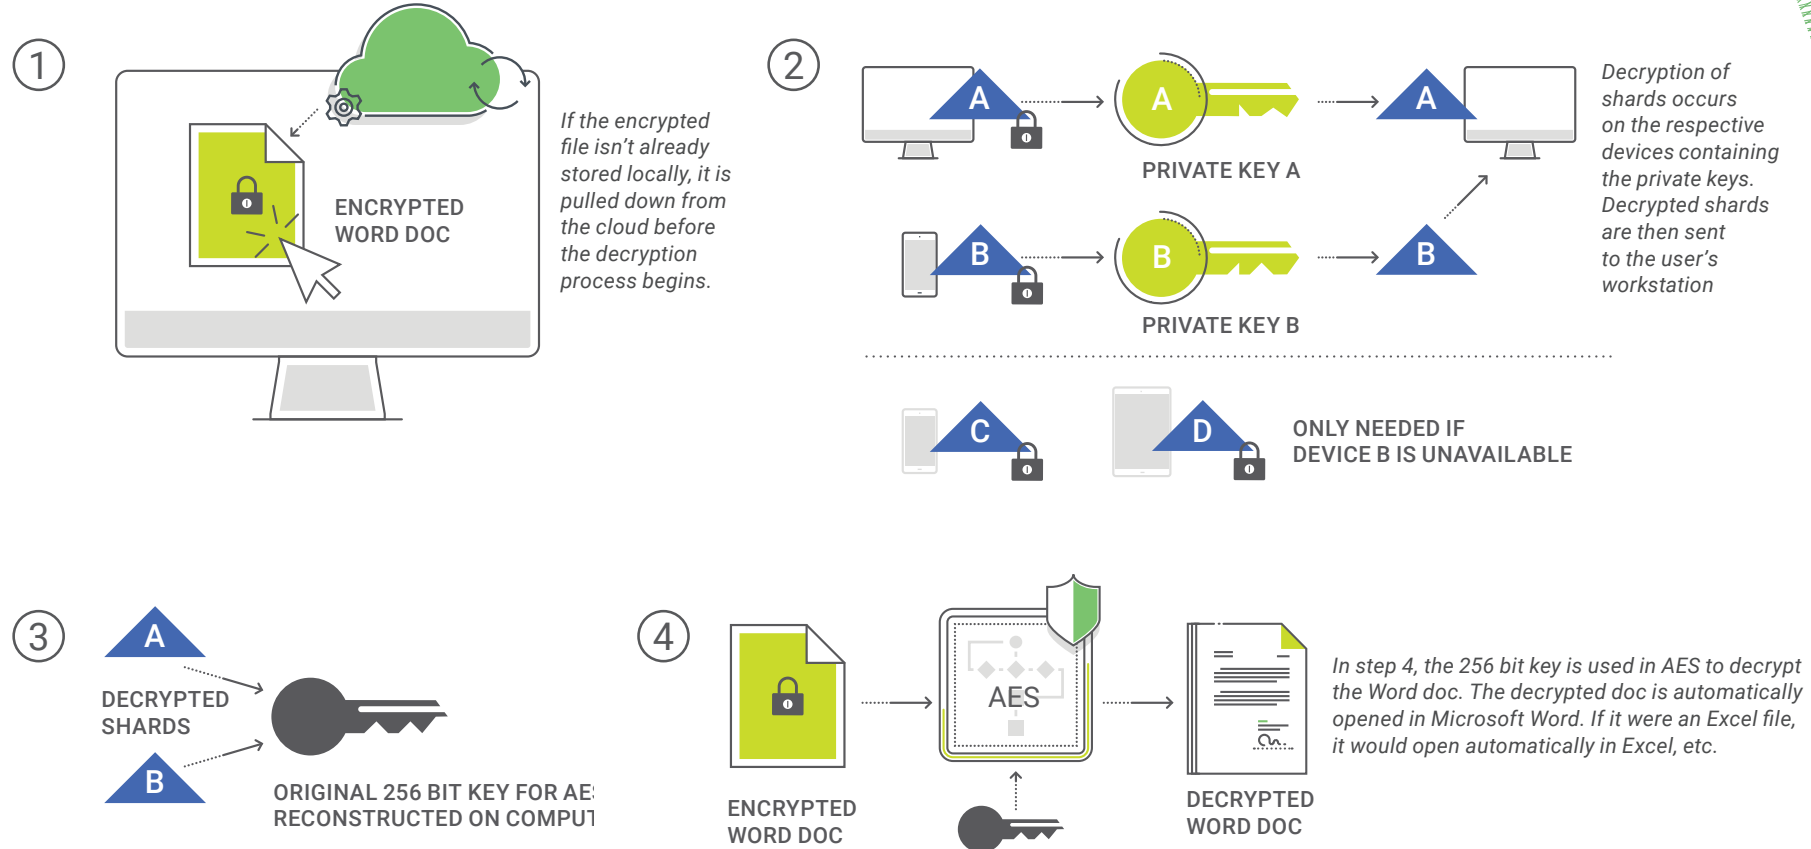 1
If the encrypted
file isn't already
stored locally, it is
pulled down from
the cloud before
the decryption
process begins.
ENCRYPTED
WORD DOC
2
A
A
A
PRIVATE KEY A
B
B
B
PRIVATE KEY B
Decryption of
shards occurs
on the respective
devices containing
the private keys.
Decrypted shards
are then sent
to the user's
workstation
C
D
ONLY NEEDED IF
DEVICE B IS UNAVAILABLE
3
A
DECRYPTED
SHARDS
B
ORIGINAL 256 BIT KEY FOR AES
RECONSTRUCTED ON COMPUT
4
ENCRYPTED
WORD DOC
AES
DECRYPTED
WORD DOC
In step 4, the 256 bit key is used in AES to decrypt
the Word doc. The decrypted doc is automatically
opened in Microsoft Word. If it were an Excel file,
it would open automatically in Excel, etc.